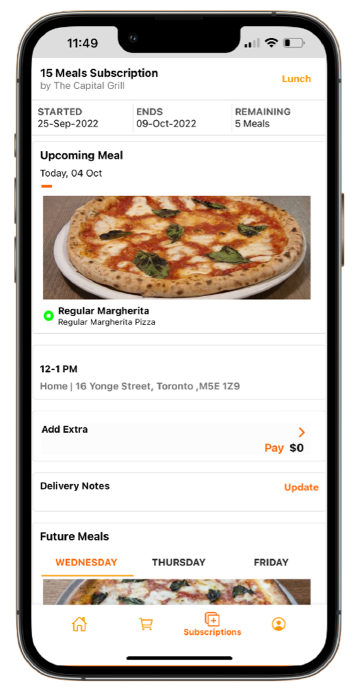 11:49
15 Meals Subscription
Lunch
by The Capital Grill
STARTED ENDS REMAINING
25-Sep-2022 09-Oct-2022 5 Meals
Upcoming Meal
Today, 04 Oct
Regular Margherita
Regular Margherita Pizza
12-1 PM
Home | 16 Yonge Street, Toronto ,M5E 1Z9
Add Extra
Pay $0
Delivery Notes
Update
Future Meals
WEDNESDAY THURSDAY FRIDAY
Subscriptions